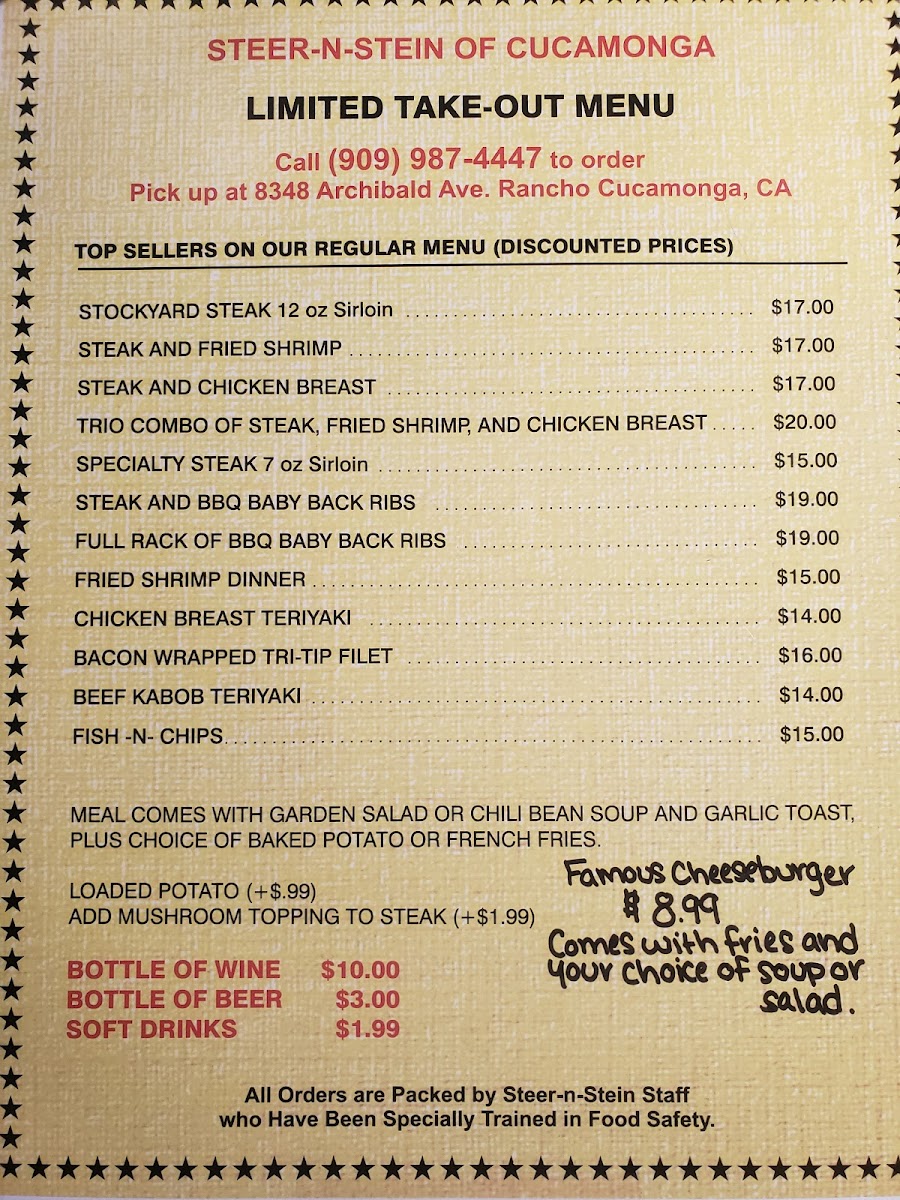 STEER-N-STEIN OF CUCAMONGA
LIMITED TAKE-OUT MENU
Call (909) 987-4447 to order
Pick up at 8348 Archibald Ave. Rancho Cucamonga, CA
TOP SELLERS ON OUR REGULAR MENU (DISCOUNTED PRICES)
STOCKYARD STEAK 12 oz Sirloin $17.00
STEAK AND FRIED SHRIMP $17.00
STEAK AND CHICKEN BREAST $17.00
TRIO COMBO OF STEAK, FRIED SHRIMP, AND CHICKEN BREAST $20.00
SPECIALTY STEAK 7 oz Sirloin $15.00
STEAK AND BBQ BABY BACK RIBS $19.00
FULL RACK OF BBQ BABY BACK RIBS $19.00
FRIED SHRIMP DINNER $15.00
CHICKEN BREAST TERIYAKI $14.00
BACON WRAPPED TRI-TIP FILET $16.00
BEEF KABOB TERIYAKI $14.00
FISH -N- CHIPS $15.00
MEAL COMES WITH GARDEN SALAD OR CHILI BEAN SOUP AND GARLIC TOAST,
PLUS CHOICE OF BAKED POTATO OR FRENCH FRIES.
LOADED POTATO (+$.99)
ADD MUSHROOM TOPPING TO STEAK (+$1.99)
Famous Cheeseburger
$8.99
Comes with fries and
your choice of soup or
salad.
BOTTLE OF WINE $10.00
BOTTLE OF BEER $3.00
SOFT DRINKS $1.99
All Orders are Packed by Steer-n-Stein Staff
who Have Been Specially Trained in Food Safety.